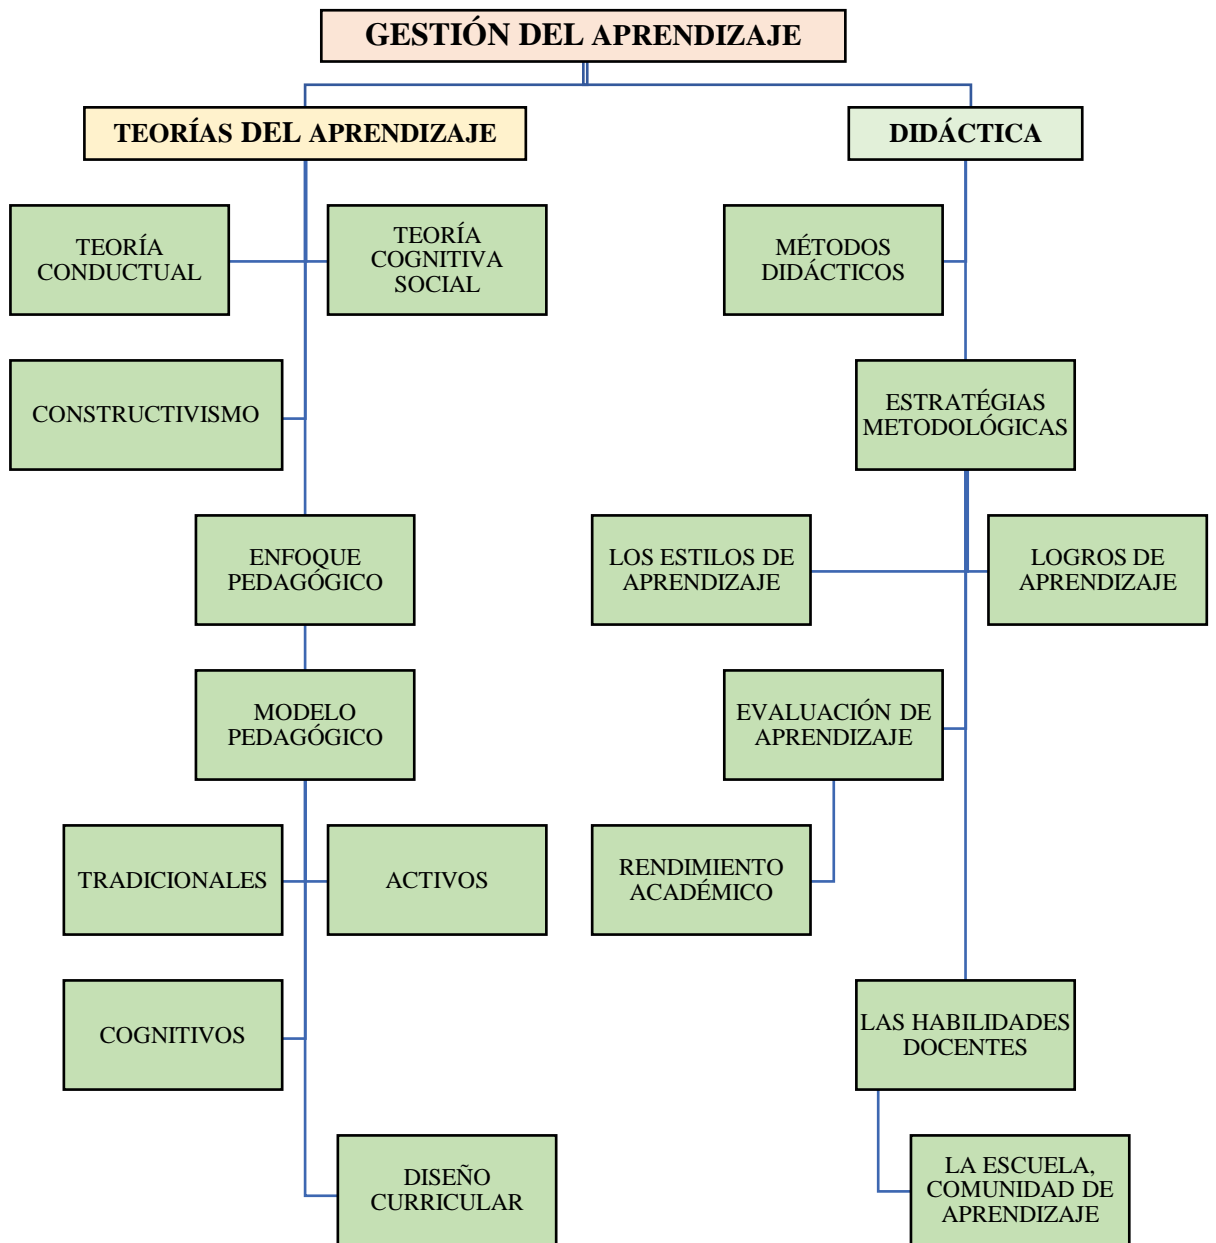 GESTIÓN DEL APRENDIZAJE
TEORÍAS DEL APRENDIZAJE
DIDÁCTICA
TEORÍA
CONDUCTUAL
TEORÍA
COGNITIVA
SOCIAL
MÉTODOS
DIDÁCTICOS
CONSTRUCTIVISMO
ESTRATÉGIAS
METODOLÓGICAS
ENFOQUE
PEDAGÓGICO
LOS ESTILOS DE
APRENDIZAJE
LOGROS DE
APRENDIZAJE
MODELO
PEDAGÓGICO
EVALUACIÓN DE
APRENDIZAJE
TRADICIONALES
ACTIVOS
RENDIMIENTO
ACADÉMICO
COGNITIVOS
LAS HABILIDADES
DOCENTES
DISEÑO
CURRICULAR
LA ESCUELA,
COMUNIDAD DE
APRENDIZAJE